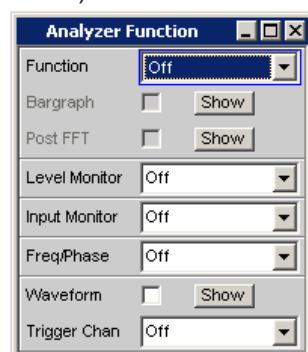 Analyzer Function
Function Off
Bargraph Show
Post FFT Show
Level Monitor Off
Input Monitor Off
Freq/Phase Off
Waveform Show
Trigger Chan Off